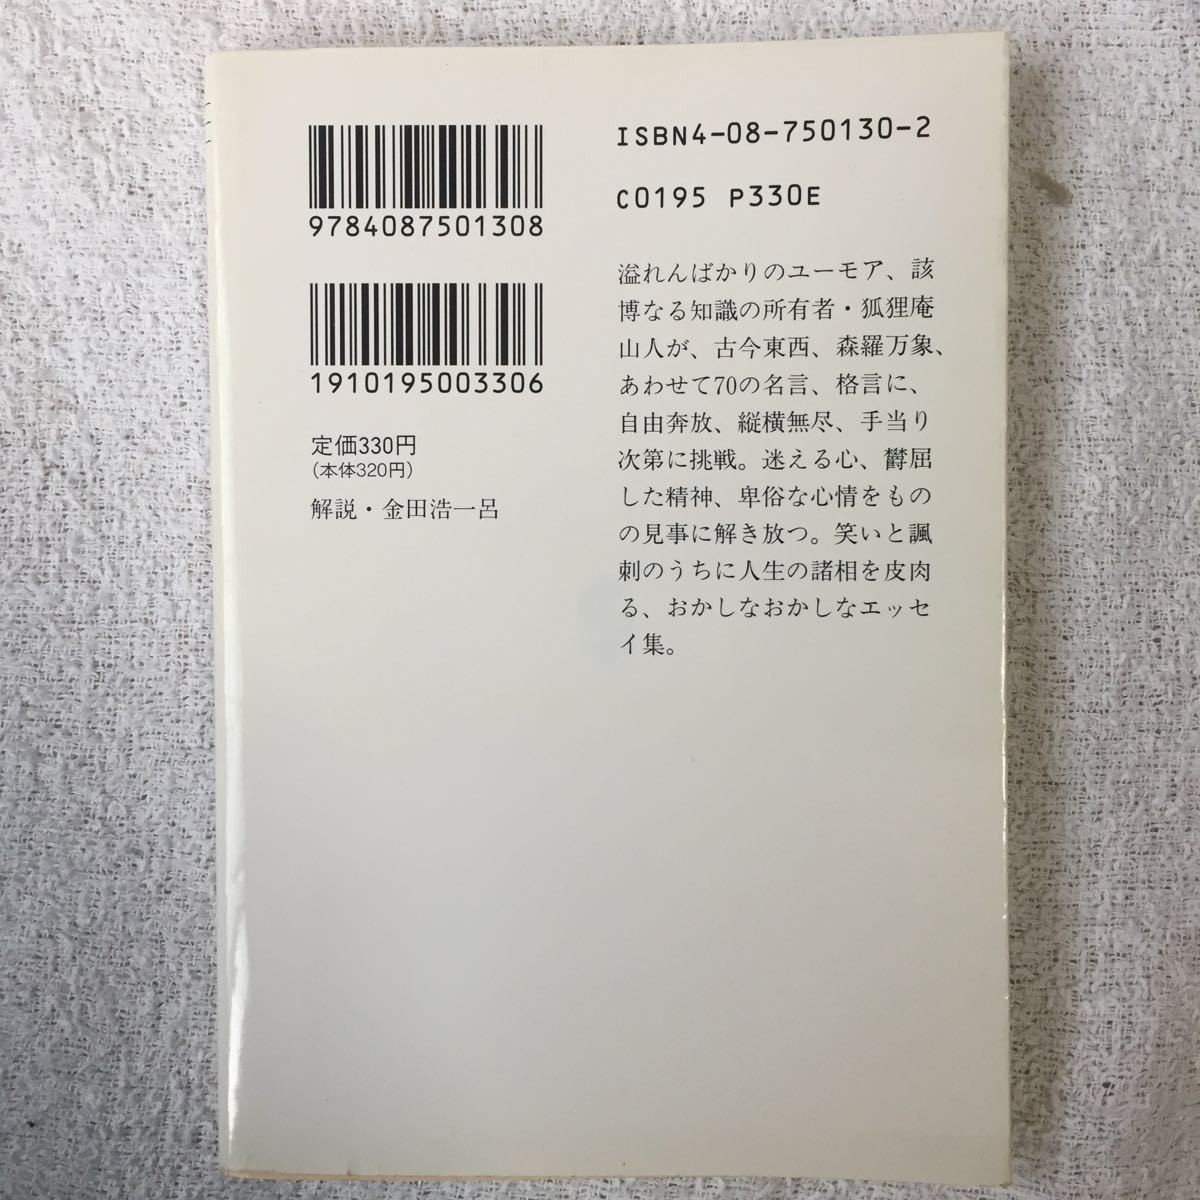 9784087501308
1910195003306
定価330円
(本体320円)
解説・金田浩一呂
ISBN4-08-750130-2
C0195 P330E
溢れんばかりのユーモア、該
博なる知識の所有者・狐狸庵
山人が、古今東西、森羅万象、
あわせて70の名言、格言に、
自由奔放、縦横無尽、手当り
次第に挑戦。迷える心、欝屈
した精神、卑俗な心情をもの
の見事に解き放つ。笑いと諷
刺のうちに人生の諸相を皮肉
る、おかしなおかしなエッセ
イ集。